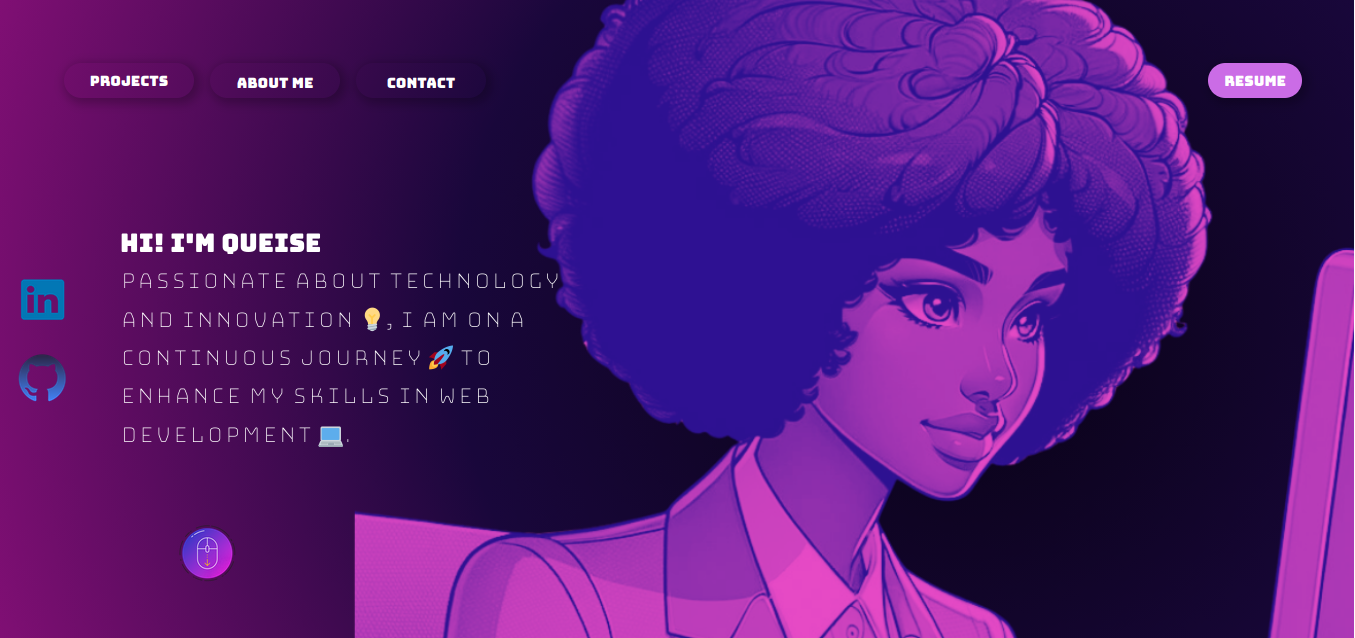 PROJECTS
ABOUT ME
CONTACT
RESUME
HI! I'M QUEISE
PASSIONATE ABOUT TECHNOLOGY
AND INNOVATION 💡, I AM ON A
CONTINUOUS JOURNEY 🚀 TO
ENHANCE MY SKILLS IN WEB
DEVELOPMENT 💻.
in